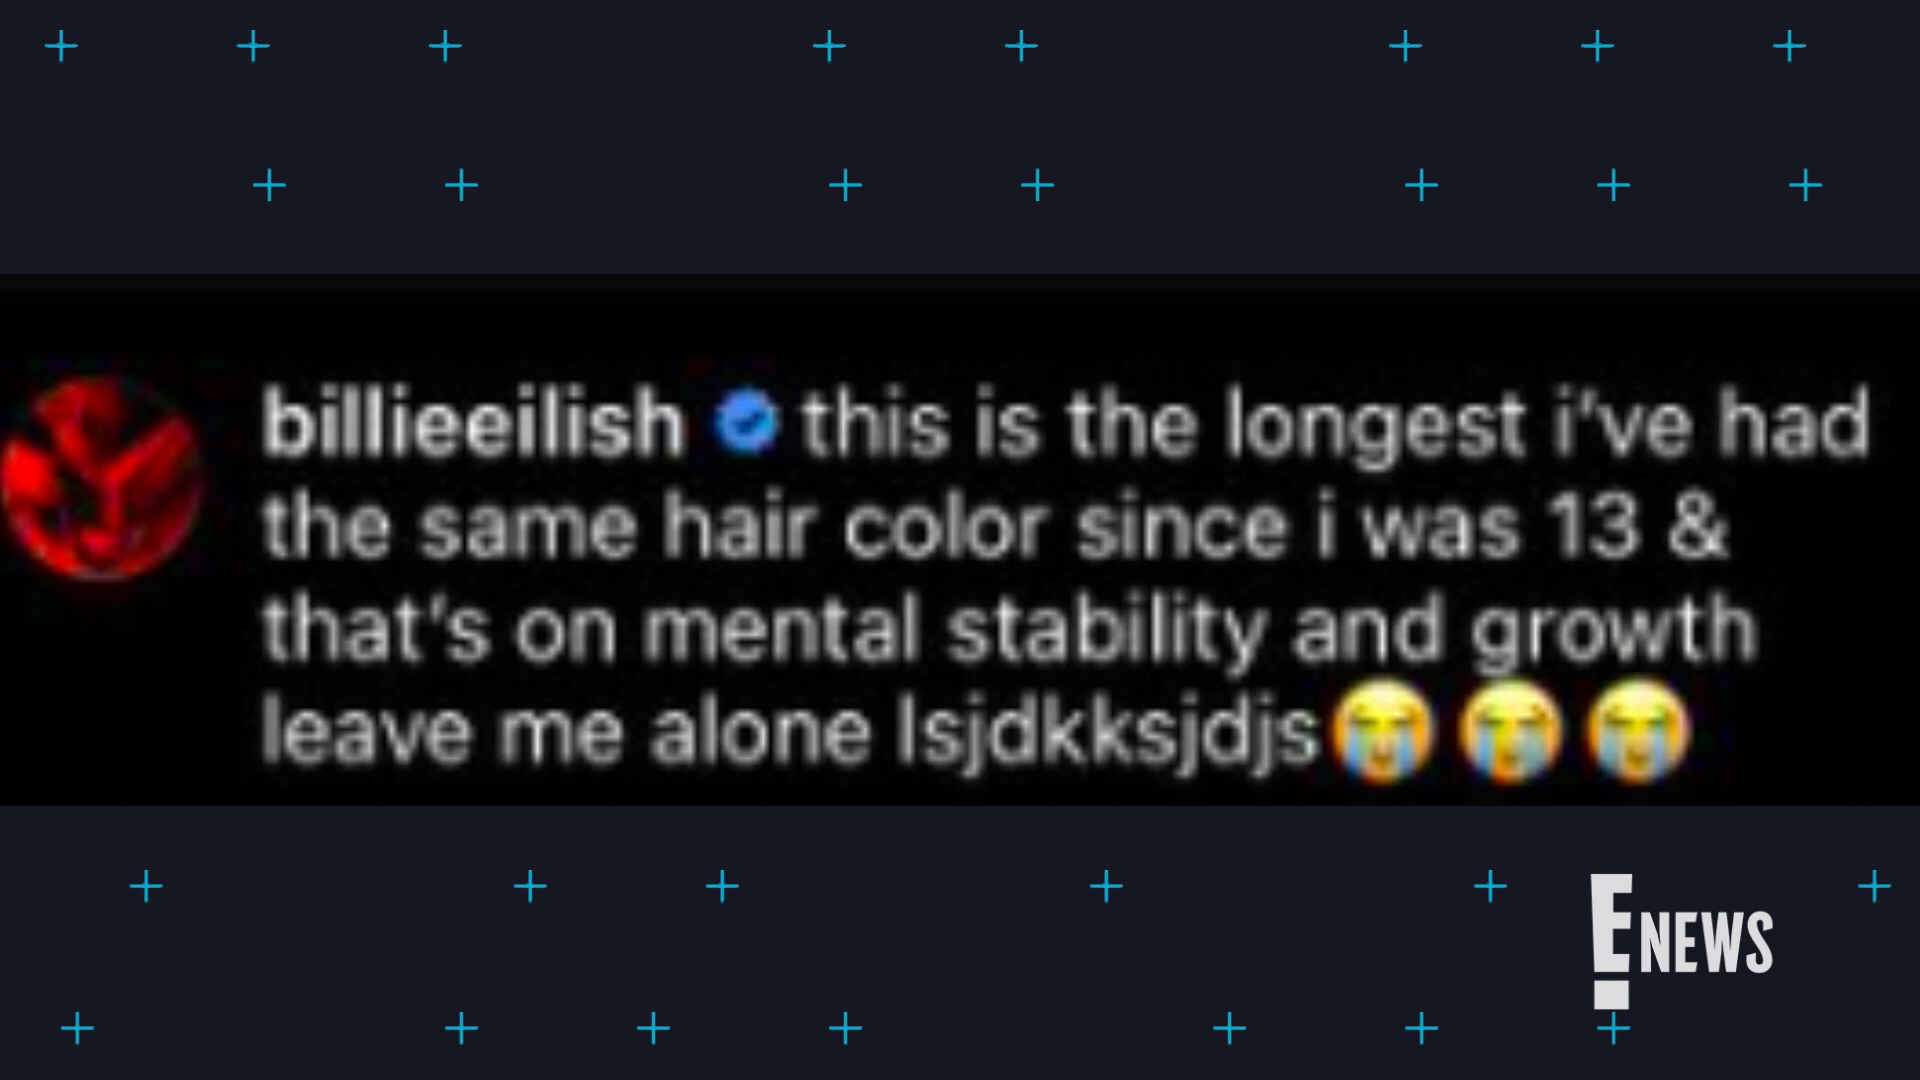 billieeilish this is the longest i've had
the same hair color since i was 13 &
that's on mental stability and growth
leave me alone lsjdkksjdjs😭😭😭
E! NEWS